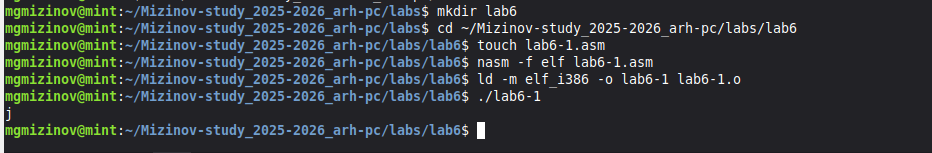 mgmizinov@mint:~/Mizinov-study_2025-2026_arh-pc/labs$ mkdir lab6
mgmizinov@mint:~/Mizinov-study_2025-2026_arh-pc/labs$ cd ~/Mizinov-study_2025-2026_arh-pc/labs/lab6
mgmizinov@mint:~/Mizinov-study_2025-2026_arh-pc/labs/lab6$ touch lab6-1.asm
mgmizinov@mint:~/Mizinov-study_2025-2026_arh-pc/labs/lab6$ nasm -f elf lab6-1.asm
mgmizinov@mint:~/Mizinov-study_2025-2026_arh-pc/labs/lab6$ ld -m elf_i386 -o lab6-1 lab6-1.o
mgmizinov@mint:~/Mizinov-study_2025-2026_arh-pc/labs/lab6$ ./lab6-1
j
mgmizinov@mint:~/Mizinov-study_2025-2026_arh-pc/labs/lab6$